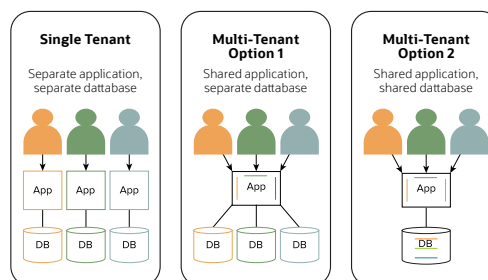 Single Tenant
Separate application,
separate dattabase
App
App
App
DB
DB
DB
Multi-Tenant
Option 1
Shared application,
separate database
App
DB
DB
DB
Multi-Tenant
Option 2
Shared application,
shared dattabase
App
DB